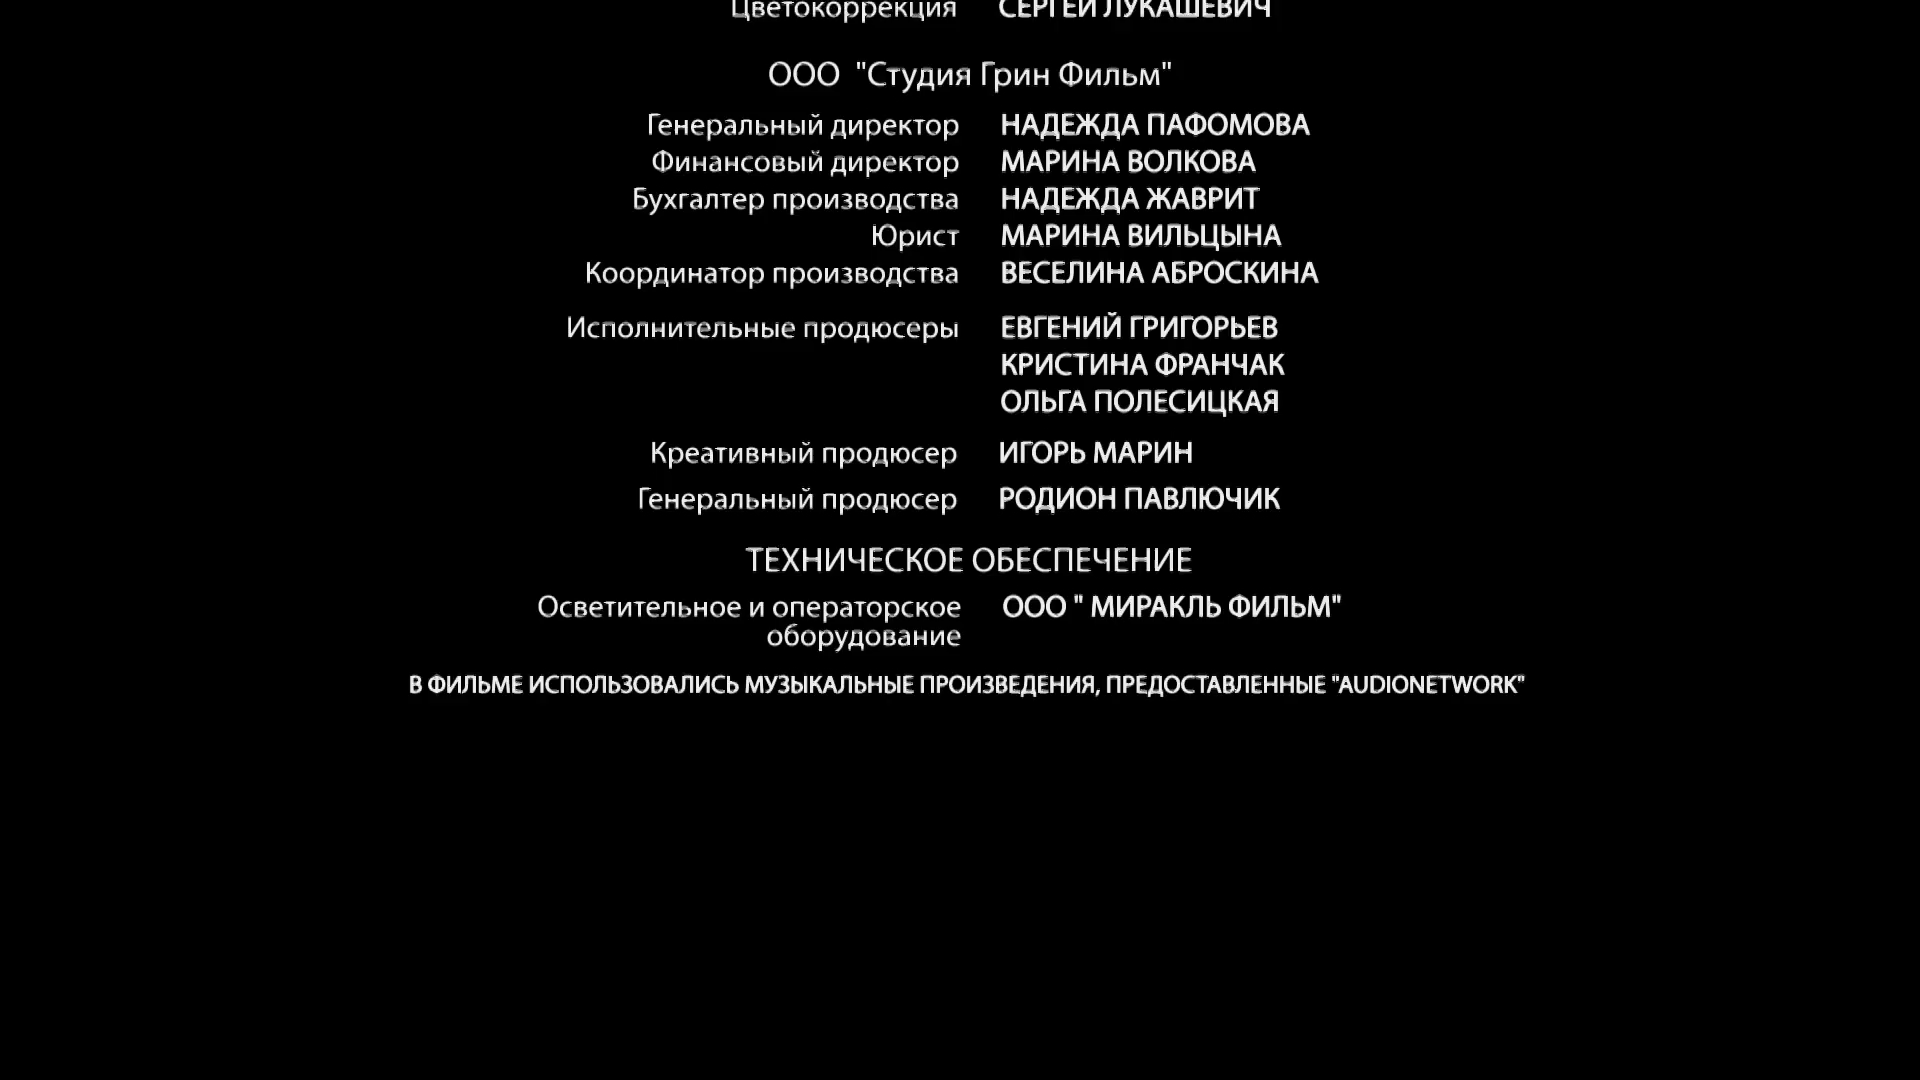 Цветокоррекция СЕРГЕЙ ЛУКАШЕВИЧ
ООО "Студия Грин Фильм"
Генеральный директор НАДЕЖДА ПАФОМОВА
Финансовый директор МАРИНА ВОЛКОВА
Бухгалтер производства НАДЕЖДА ЖАВРИТ
Юрист МАРИНА ВИЛЬЦЫНА
Координатор производства ВЕСЕЛИНА АБРОСКИНА
Исполнительные продюсеры ЕВГЕНИЙ ГРИГОРЬЕВ
КРИСТИНА ФРАНЧАК
ОЛЬГА ПОЛЕСИЦКАЯ
Креативный продюсер ИГОРЬ МАРИН
Генеральный продюсер РОДИОН ПАВЛЮЧИК
ТЕХНИЧЕСКОЕ ОБЕСПЕЧЕНИЕ
Осветительное и операторское ООО " МИРАКЛЬ ФИЛЬМ"
оборудование
В ФИЛЬМЕ ИСПОЛЬЗОВАЛИСЬ МУЗЫКАЛЬНЫЕ ПРОИЗВЕДЕНИЯ, ПРЕДОСТАВЛЕННЫЕ "AUDIONETWORK"